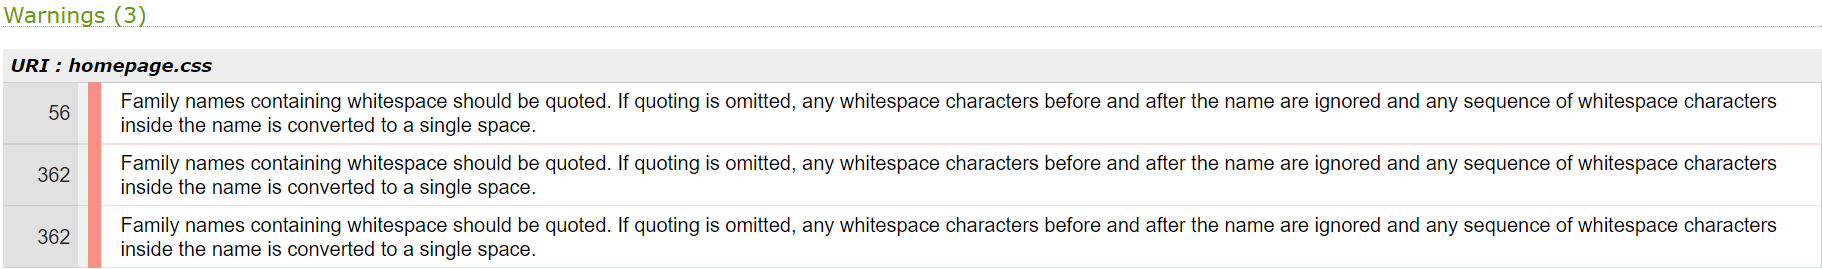 Warnings (3)
URI : homepage.css
56
Family names containing whitespace should be quoted. If quoting is omitted, any whitespace characters before and after the name are ignored and any sequence of whitespace characters
inside the name is converted to a single space.
362
Family names containing whitespace should be quoted. If quoting is omitted, any whitespace characters before and after the name are ignored and any sequence of whitespace characters
inside the name is converted to a single space.
362
Family names containing whitespace should be quoted. If quoting is omitted, any whitespace characters before and after the name are ignored and any sequence of whitespace characters
inside the name is converted to a single space.